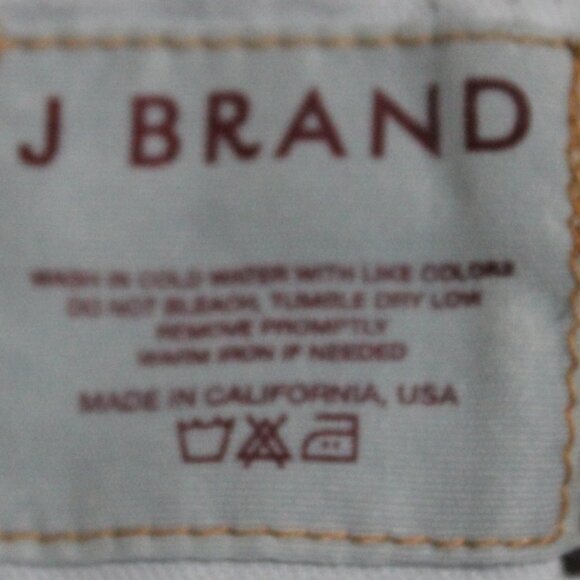 J BRAND
WASH IN COLD WATER WITH LIKE COLORS
DO NOT BLEACH, TUMBLE DRY LOW
REMOVE PROMPTLY
WARM IRON IF NEEDED
MADE IN CALIFORNIA, USA